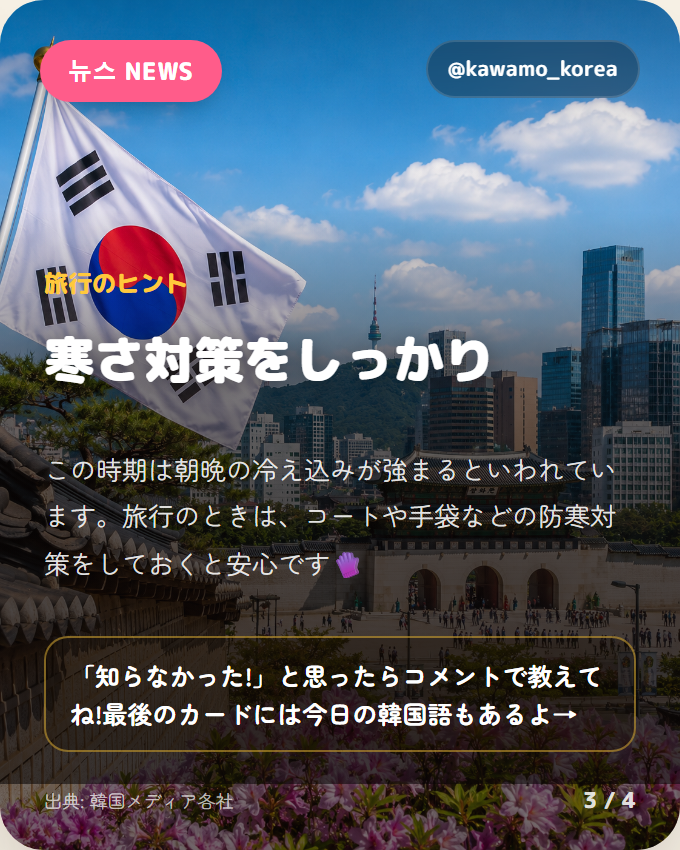 뉴스 NEWS
@kawamo_korea
旅行のヒント
寒さ対策をしっかり
この時期は朝晩の冷え込みが強まるといわれてい
ます。旅行のときは、コートや手袋などの防寒対
策をしておくと安心です🧤
「知らなかった!」と思ったらコメントで教えて
ね!最後のカードには今日の韓国語もあるよ→
出典: 韓国メディア各社
3 / 4